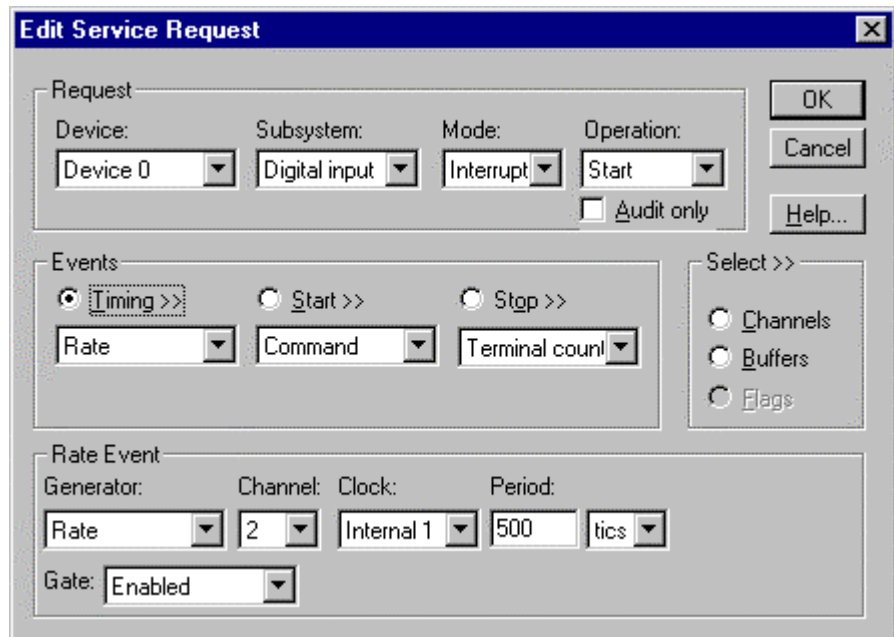 Edit Service Request
Request
OK
Device: Subsystem: Mode: Operation:
Device 0 Digital input Interrupt Start
Cancel
Audit only
Help...
Events
Select >>
Timing >> Start >> Stop >>
Channels
Rate Command Terminal count
Buffers
Flags
Rate Event
Generator: Channel: Clock: Period:
Rate 2 Internal 1 500 tics
Gate: Enabled